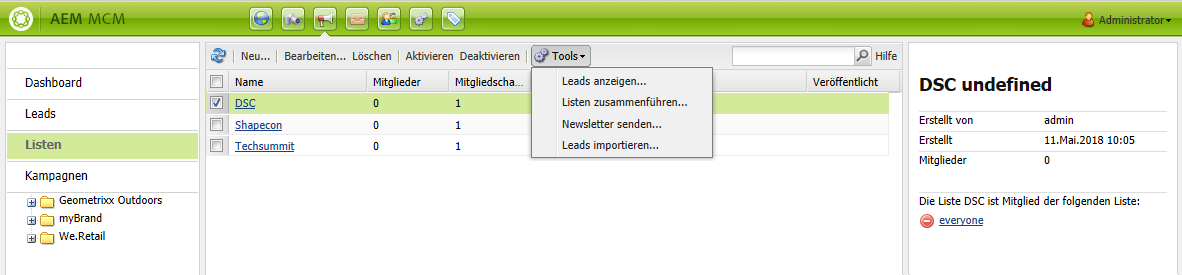 AEM MCM
Administrator
Dashboard
Leads
Listen
Kampagnen
Geometrixx Outdoors
myBrand
We.Retail
Neu... Bearbeiten... Löschen Aktivieren Deaktivieren Tools Hilfe
Name Mitglieder Mitgliedscha... Veröffentlicht
DSC 0 1
Shapecon 0 1
Techsummit 0 1
Leads anzeigen...
Listen zusammenführen...
Newsletter senden...
Leads importieren...
DSC undefined
Erstellt von admin
Erstellt 11.Mai.2018 10:05
Mitglieder 0
Die Liste DSC ist Mitglied der folgenden Liste:
everyone